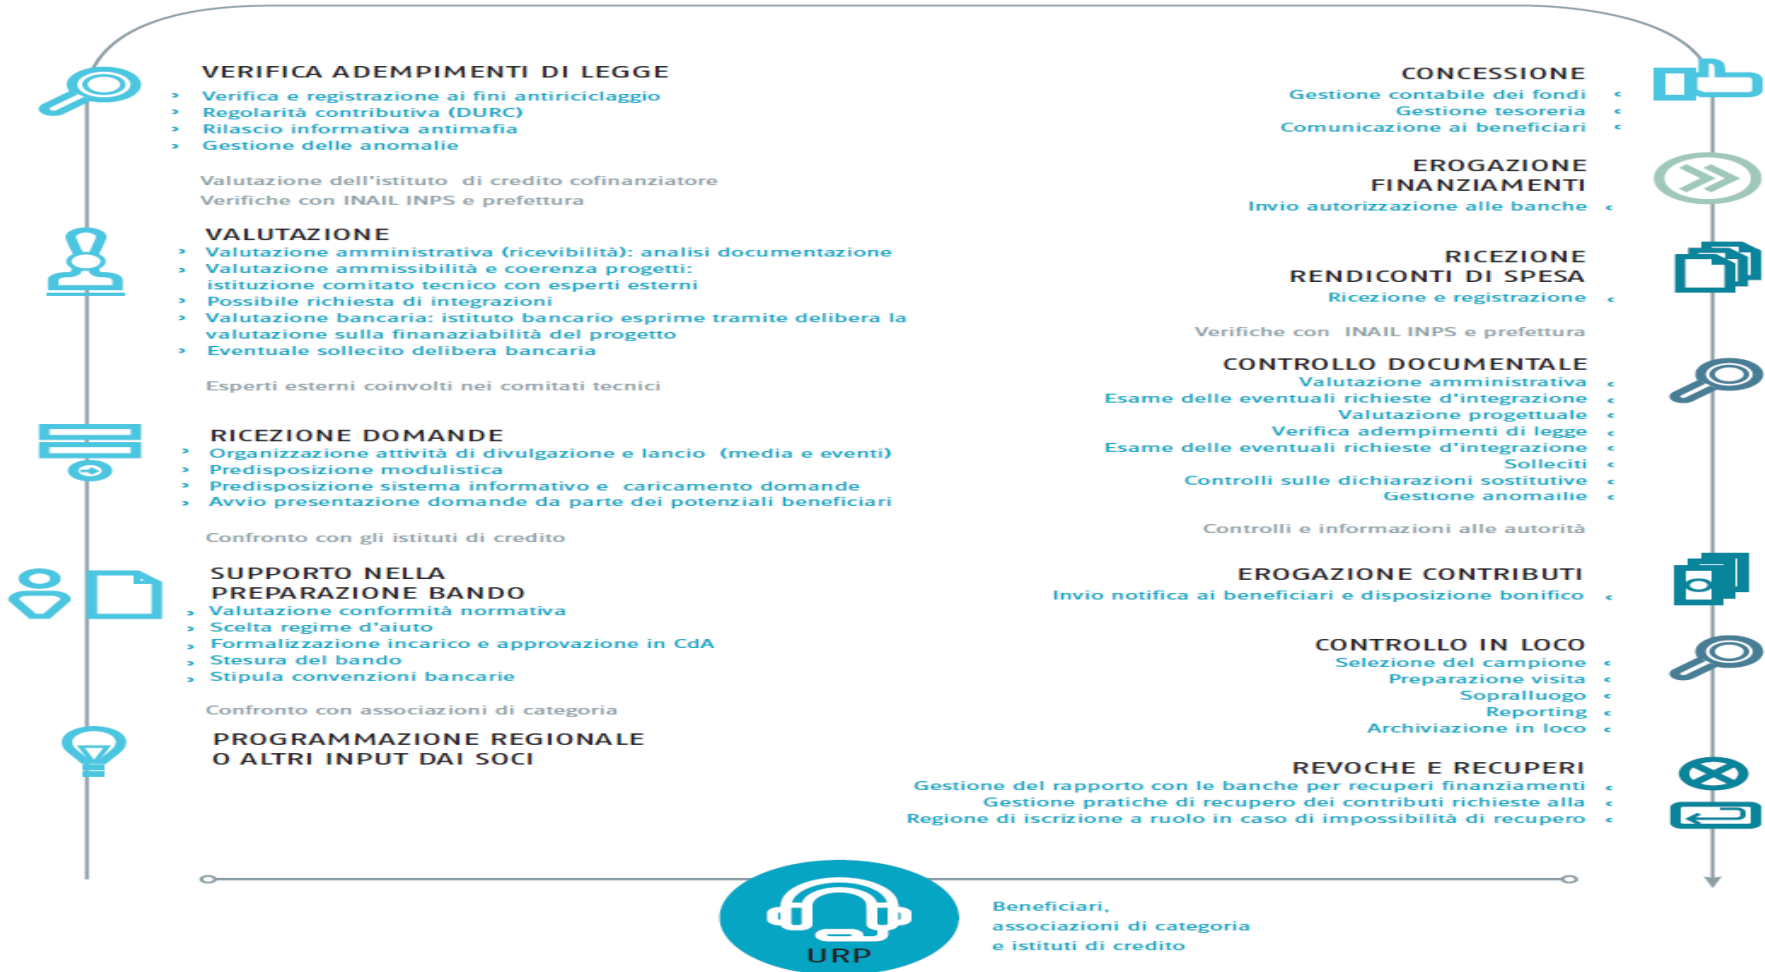 VERIFICA ADEMPIMENTI DI LEGGE
› Verifica e registrazione ai fini antiriciclaggio
› Regolarità contributiva (DURC)
› Rilascio informativa antimafia
› Gestione delle anomalie
Valutazione dell'istituto di credito cofinanziatore
Verifiche con INAIL INPS e prefettura
VALUTAZIONE
› Valutazione amministrativa (ricevibilità): analisi documentazione
› Valutazione ammissibilità e coerenza progetti:
istituzione comitato tecnico con esperti esterni
› Possibile richiesta di integrazioni
› Valutazione bancaria: istituto bancario esprime tramite delibera la
valutazione sulla finanaziabilità del progetto
› Eventuale sollecito delibera bancaria
Esperti esterni coinvolti nei comitati tecnici
RICEZIONE DOMANDE
› Organizzazione attività di divulgazione e lancio (media e eventi)
› Predisposizione modulistica
› Predisposizione sistema informativo e caricamento domande
› Avvio presentazione domande da parte dei potenziali beneficiari
Confronto con gli istituti di credito
SUPPORTO NELLA
PREPARAZIONE BANDO
› Valutazione conformità normativa
› Scelta regime d'aiuto
› Formalizzazione incarico e approvazione in CdA
› Stesura del bando
› Stipula convenzioni bancarie
Confronto con associazioni di categoria
PROGRAMMAZIONE REGIONALE
O ALTRI INPUT DAI SOCI
CONCESSIONE
Gestione contabile dei fondi ‹
Gestione tesoreria ‹
Comunicazione ai beneficiari ‹
EROGAZIONE
FINANZIAMENTI
Invio autorizzazione alle banche ‹
RICEZIONE
RENDICONTI DI SPESA
Ricezione e registrazione ‹
Verifiche con INAIL INPS e prefettura
CONTROLLO DOCUMENTALE
Valutazione amministrativa ‹
Esame delle eventuali richieste d'integrazione ‹
Valutazione progettuale ‹
Verifica adempimenti di legge ‹
Esame delle eventuali richieste d'integrazione ‹
Solleciti ‹
Controlli sulle dichiarazioni sostitutive ‹
Gestione anomailie ‹
Controlli e informazioni alle autorità
EROGAZIONE CONTRIBUTI
Invio notifica ai beneficiari e disposizione bonifico ‹
CONTROLLO IN LOCO
Selezione del campione ‹
Preparazione visita ‹
Sopralluogo ‹
Reporting ‹
Archiviazione in loco ‹
REVOCHE E RECUPERI
Gestione del rapporto con le banche per recuperi finanziamenti ‹
Gestione pratiche di recupero dei contributi richieste alla ‹
Regione di iscrizione a ruolo in caso di impossibilità di recupero ‹
URP
Beneficiari,
associazioni di categoria
e istituti di credito